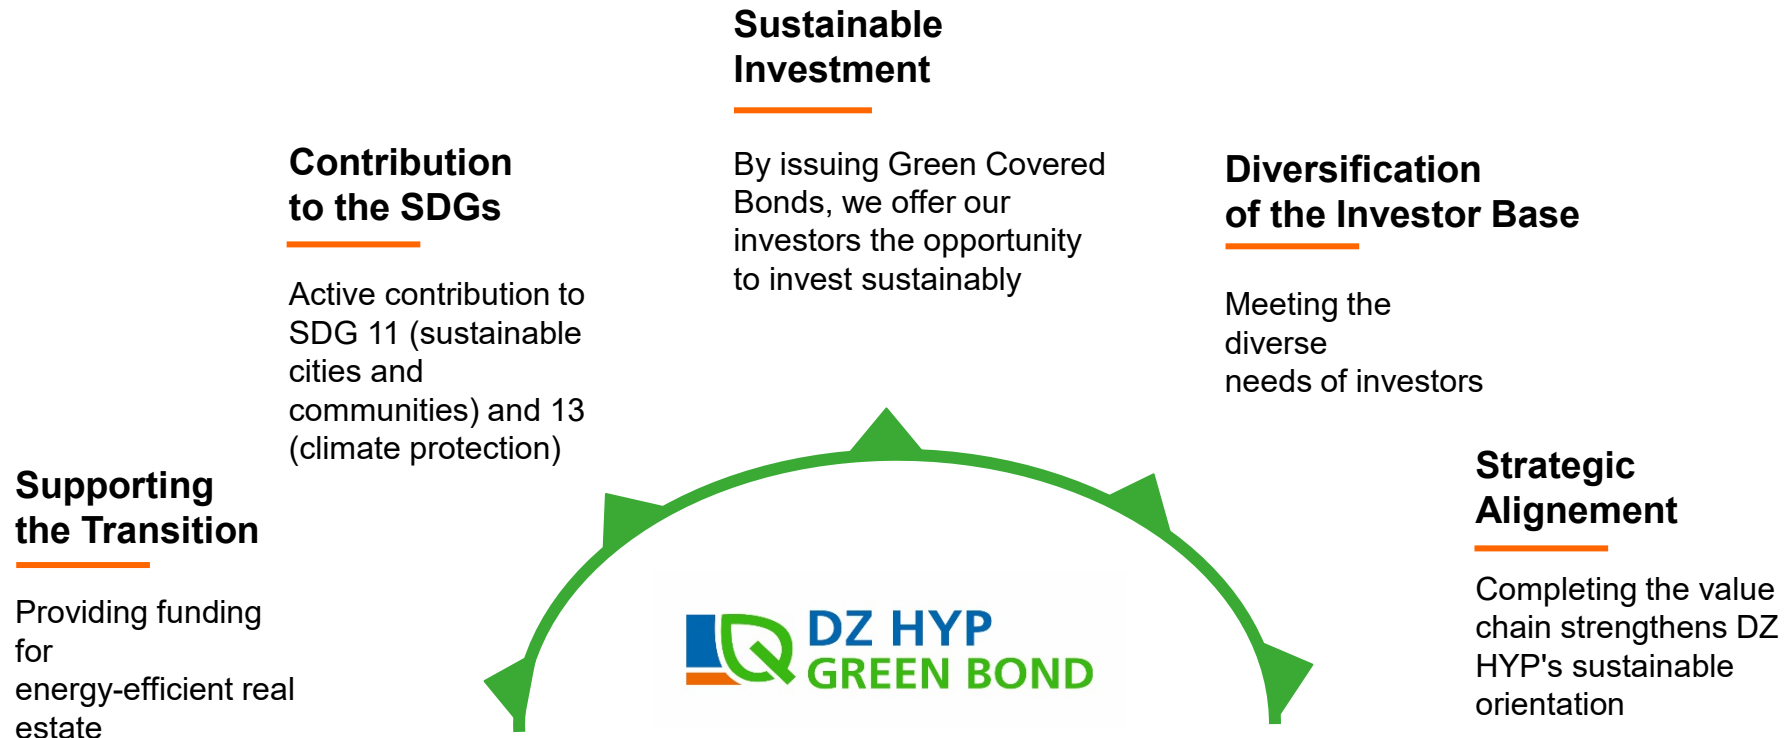 Sustainable
Investment
By issuing Green Covered
Bonds, we offer our
investors the opportunity
to invest sustainably
Contribution
to the SDGs
Active contribution to
SDG 11 (sustainable
cities and
communities) and 13
(climate protection)
Diversification
of the Investor Base
Meeting the
diverse
needs of investors
Supporting
the Transition
Providing funding
for
energy-efficient real
estate
Strategic
Alignement
Completing the value
chain strengthens DZ
HYP's sustainable
orientation
DZ HYP
GREEN BOND